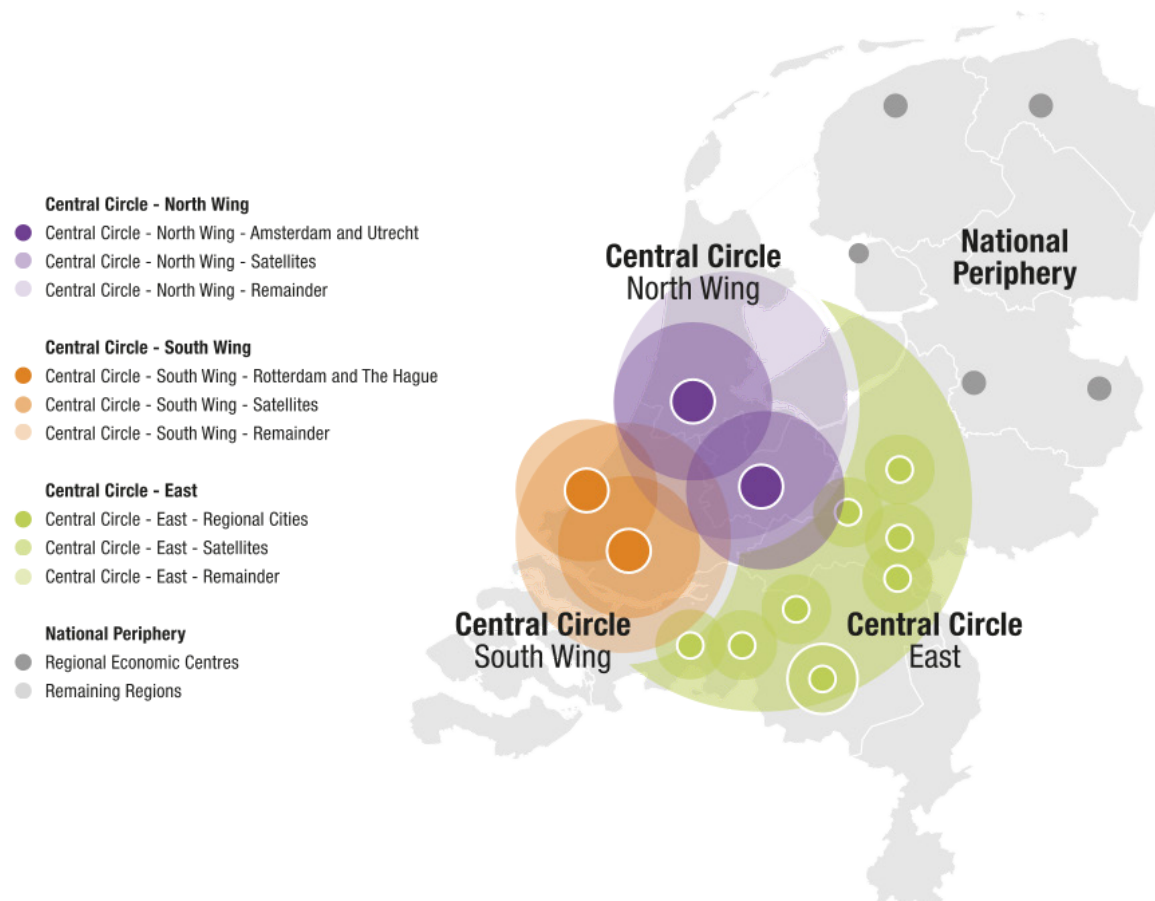 Central Circle - North Wing
Central Circle - North Wing - Amsterdam and Utrecht
Central Circle - North Wing - Satellites
Central Circle - North Wing - Remainder
Central Circle - South Wing
Central Circle - South Wing - Rotterdam and The Hague
Central Circle - South Wing - Satellites
Central Circle - South Wing - Remainder
Central Circle - East
Central Circle - East - Regional Cities
Central Circle - East - Satellites
Central Circle - East - Remainder
National Periphery
Regional Economic Centres
Remaining Regions
Central Circle
North Wing
National
Periphery
Central Circle
South Wing
Central Circle
East